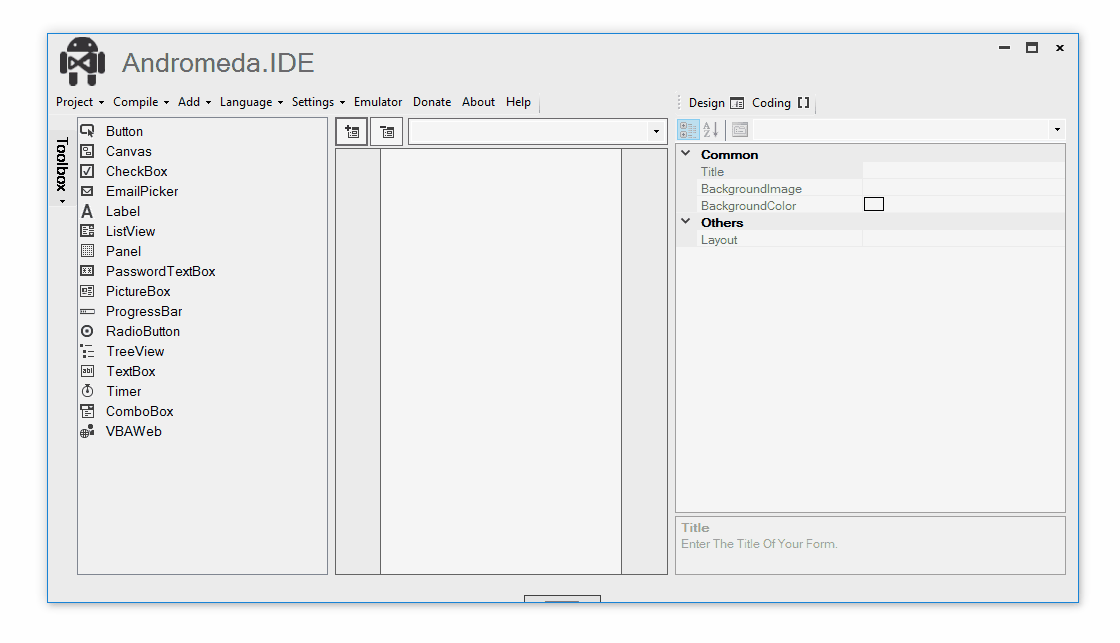 Andromeda.IDE
Project Compile Add Language Settings Emulator Donate About Help
Design Coding
Toolbox
Button
Canvas
CheckBox
EmailPicker
Label
ListView
Panel
PasswordTextBox
PictureBox
ProgressBar
RadioButton
TreeView
TextBox
Timer
ComboBox
VBAWeb
Common
Title
BackgroundImage
BackgroundColor
Others
Layout
Title
Enter The Title Of Your Form.